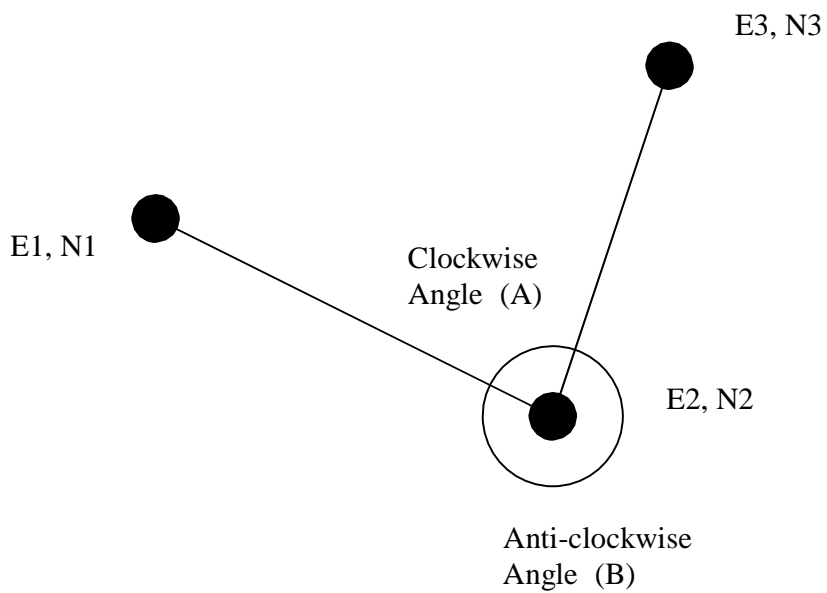 E3, N3
E1, N1
Clockwise
Angle (A)
E2, N2
Anti-clockwise
Angle (B)